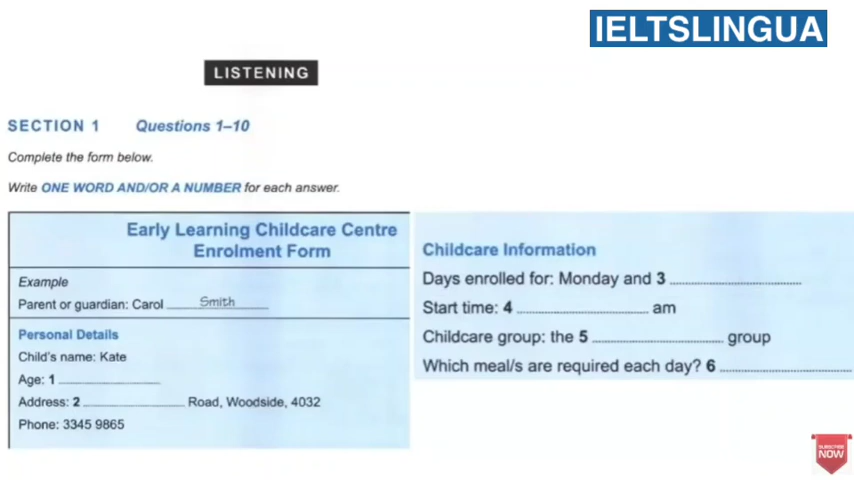 IELTSLINGUA
LISTENING
SECTION 1 Questions 1–10
Complete the form below.
Write ONE WORD AND/OR A NUMBER for each answer.
Early Learning Childcare Centre
Enrolment Form
Example
Parent or guardian: Carol Smith
Personal Details
Child's name: Kate
Age: 1 ....................
Address: 2 .................... Road, Woodside, 4032
Phone: 3345 9865
Childcare Information
Days enrolled for: Monday and 3 ....................
Start time: 4 .................... am
Childcare group: the 5 .................... group
Which meal/s are required each day? 6 ....................
SUBSCRIBE
NOW